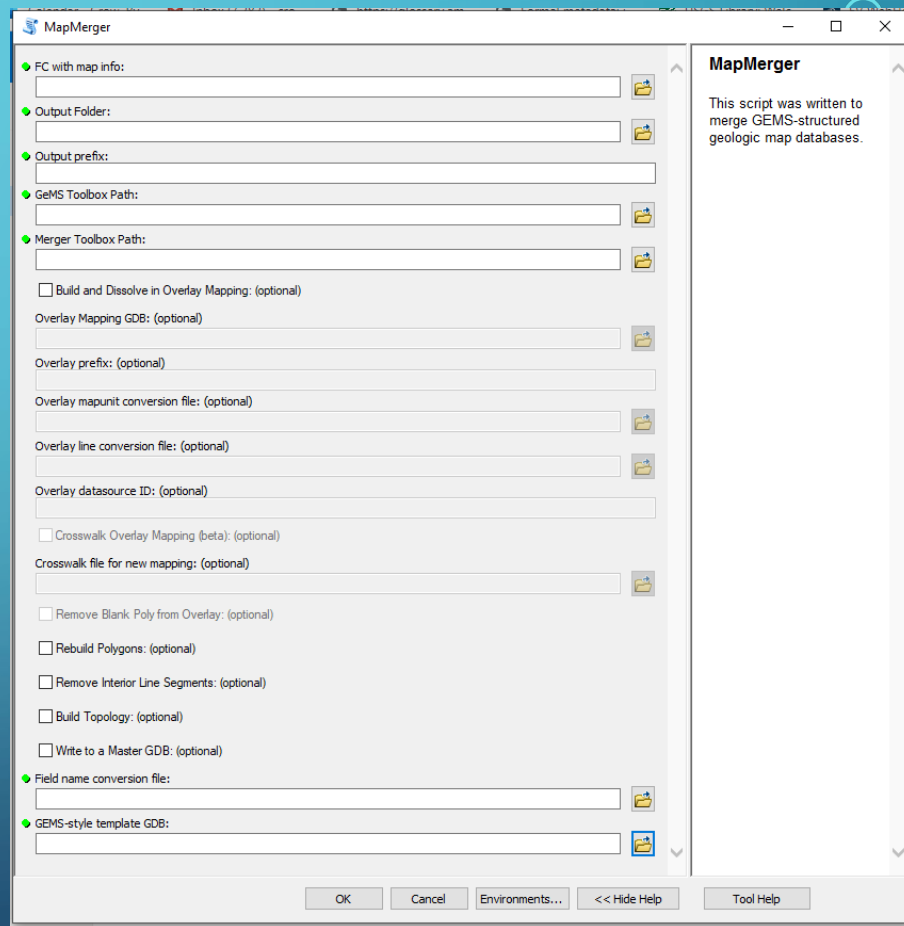 MapMerger
FC with map info:
Output Folder:
Output prefix:
GeMS Toolbox Path:
Merger Toolbox Path:
Build and Dissolve in Overlay Mapping: (optional)
Overlay Mapping GDB: (optional)
Overlay prefix: (optional)
Overlay mapunit conversion file: (optional)
Overlay line conversion file: (optional)
Overlay datasource ID: (optional)
Crosswalk Overlay Mapping (beta): (optional)
Crosswalk file for new mapping: (optional)
Remove Blank Poly from Overlay: (optional)
Rebuild Polygons: (optional)
Remove Interior Line Segments: (optional)
Build Topology: (optional)
Write to a Master GDB: (optional)
Field name conversion file:
GEMS-style template GDB:
MapMerger
This script was written to
merge GEMS-structured
geologic map databases.
OK
Cancel
Environments...
<< Hide Help
Tool Help